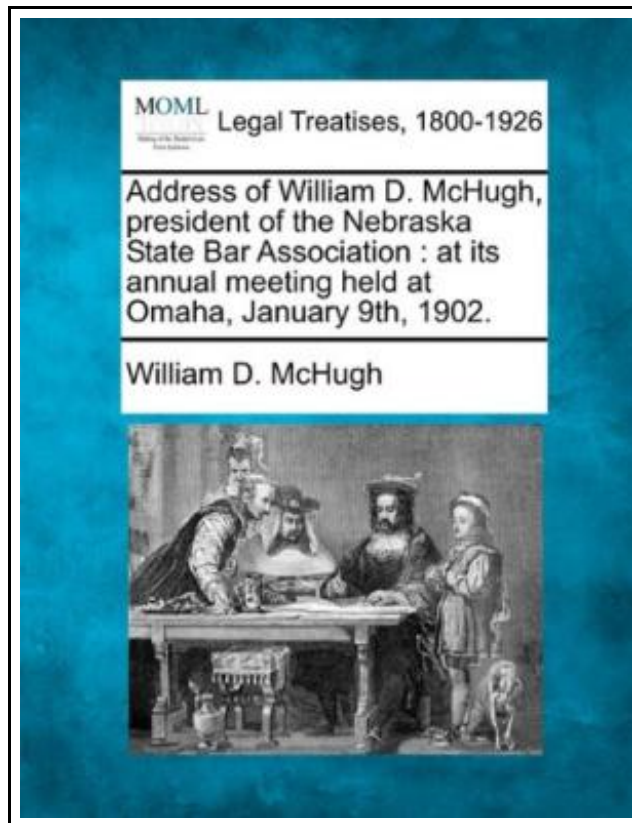 MOML
Legal Treatises, 1800-1926
Address of William D. McHugh,
president of the Nebraska
State Bar Association : at its
annual meeting held at
Omaha, January 9th, 1902.
William D. McHugh